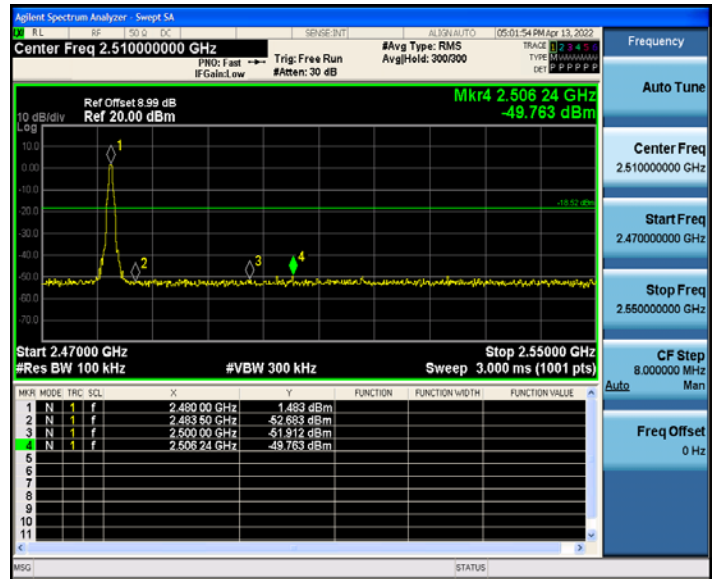 Agilent Spectrum Analyzer - Swept SA
RL RF 50 Ω DC SENSE:INT ALIGNAUTO 05:01:54 PM Apr 13, 2022
Center Freq 2.510000000 GHz
PNO: Fast
IFGain:Low
Trig: Free Run
#Atten: 30 dB
#Avg Type: RMS
Avg|Hold: 300/300
TRACE 1 2 3 4 5 6
TYPE MWWWWW
DET P P P P P P
Frequency
Auto Tune
Center Freq
2.510000000 GHz
Start Freq
2.470000000 GHz
Stop Freq
2.550000000 GHz
CF Step
8.000000 MHz
Auto Man
Freq Offset
0 Hz
Ref Offset 8.99 dB
10 dB/div Ref 20.00 dBm
Log
Mkr4 2.506 24 GHz
-49.763 dBm
10.0
0.00
-10.0
-20.0
-30.0
-40.0
-50.0
-60.0
-70.0
1
2
3
4
-18.52 dBm
Start 2.47000 GHz Stop 2.55000 GHz
#Res BW 100 kHz #VBW 300 kHz Sweep 3.000 ms (1001 pts)
MKR MODE TRC SCL X Y FUNCTION FUNCTION WIDTH FUNCTION VALUE
1 N 1 f 2.480 00 GHz 1.483 dBm
2 N 1 f 2.483 50 GHz -52.683 dBm
3 N 1 f 2.500 00 GHz -51.912 dBm
4 N 1 f 2.506 24 GHz -49.763 dBm
5
6
7
8
9
10
11
MSG STATUS